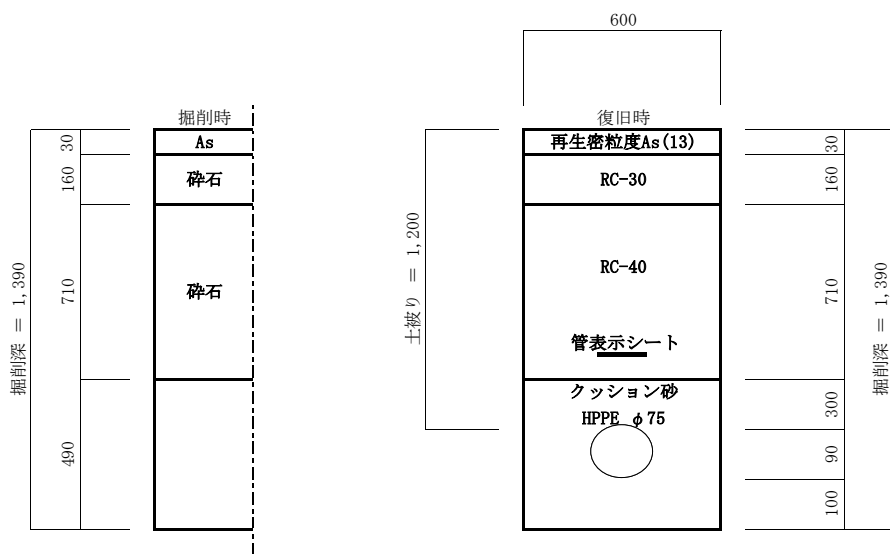 600
掘削時
復旧時
As
再生密粒度As(13)
30
30
160
砕石
RC-30
160
掘削深 = 1,390
710
砕石
土被り = 1,200
RC-40
管表示シート
710
掘削深 = 1,390
490
クッション砂
HPPE φ75
300
90
100